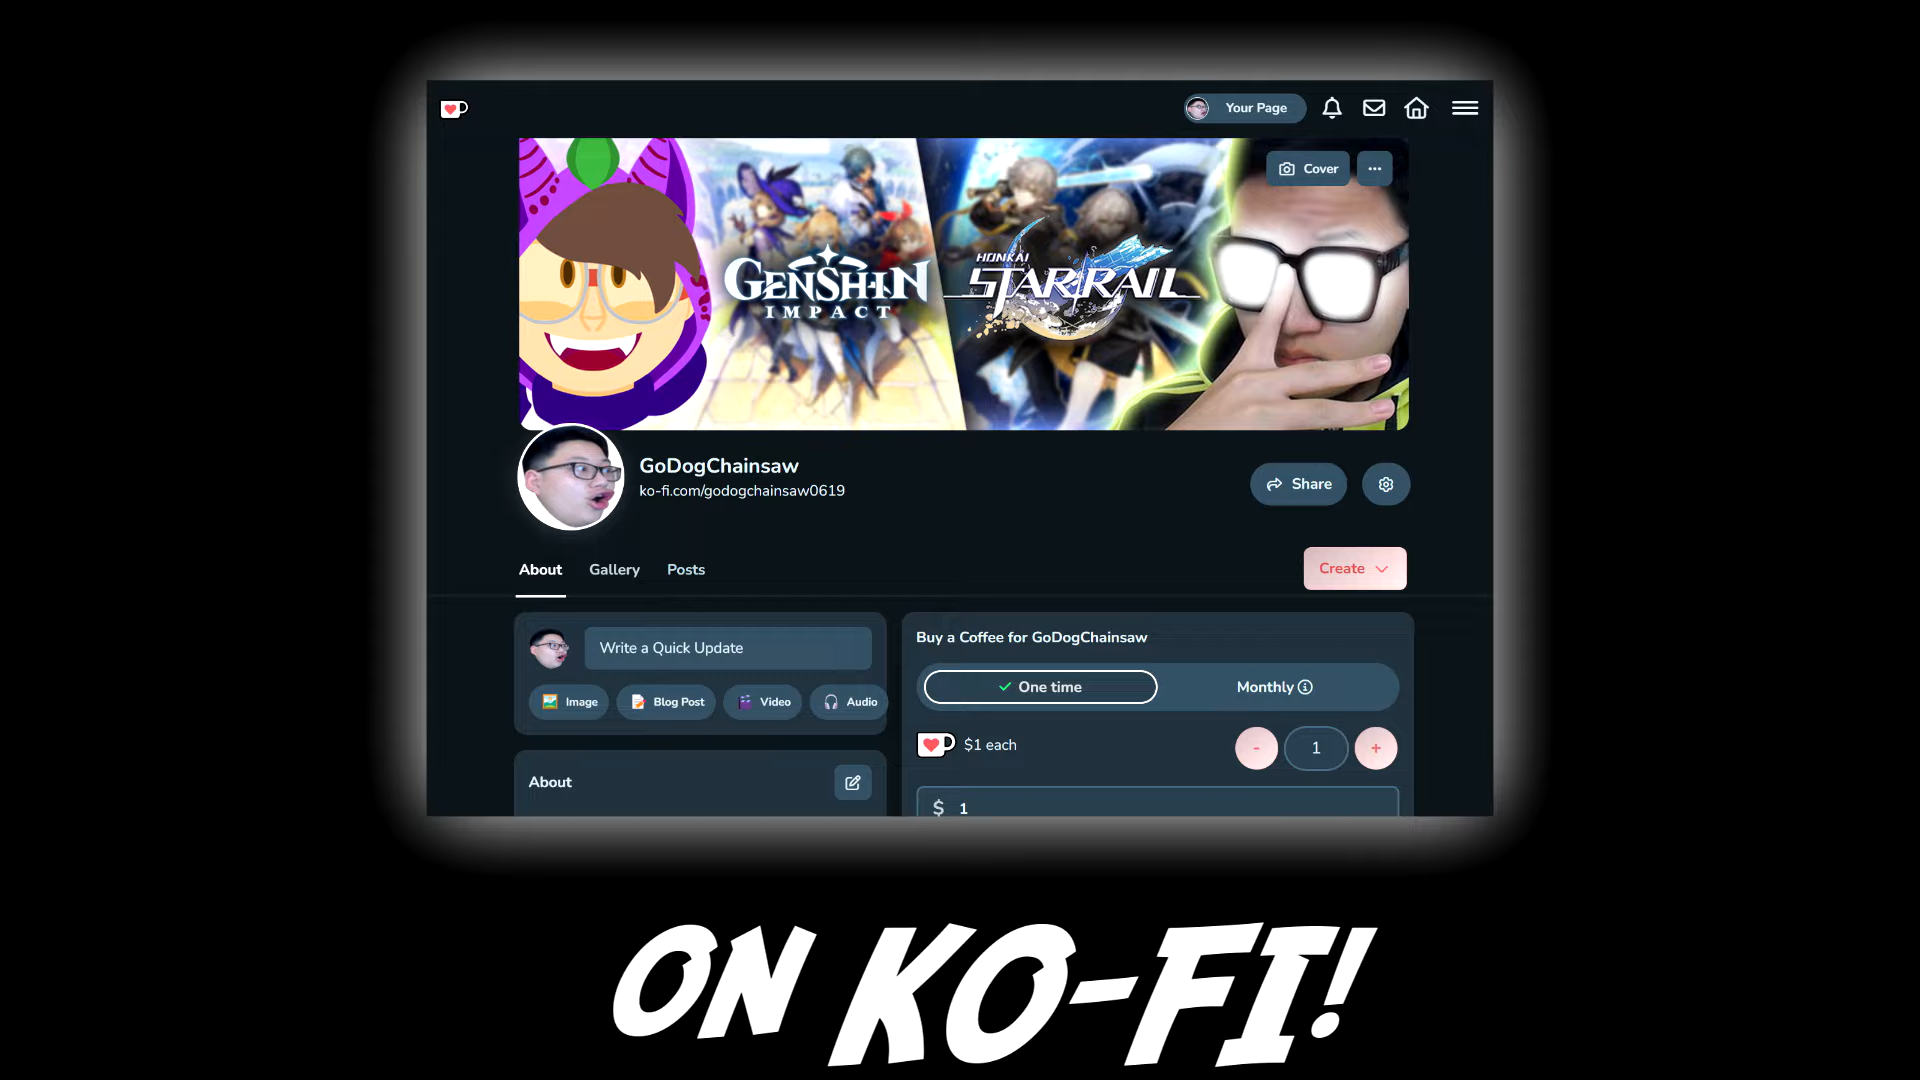 Your Page
Cover
GENSHIN
IMPACT
HONKAI
STAR RAIL
GoDogChainsaw
ko-fi.com/godogchainsaw0619
Share
About
Gallery
Posts
Create
Write a Quick Update
Image
Blog Post
Video
Audio
About
Buy a Coffee for GoDogChainsaw
One time
Monthly
$1 each
-
1
+
$ 1
ON KO-FI!